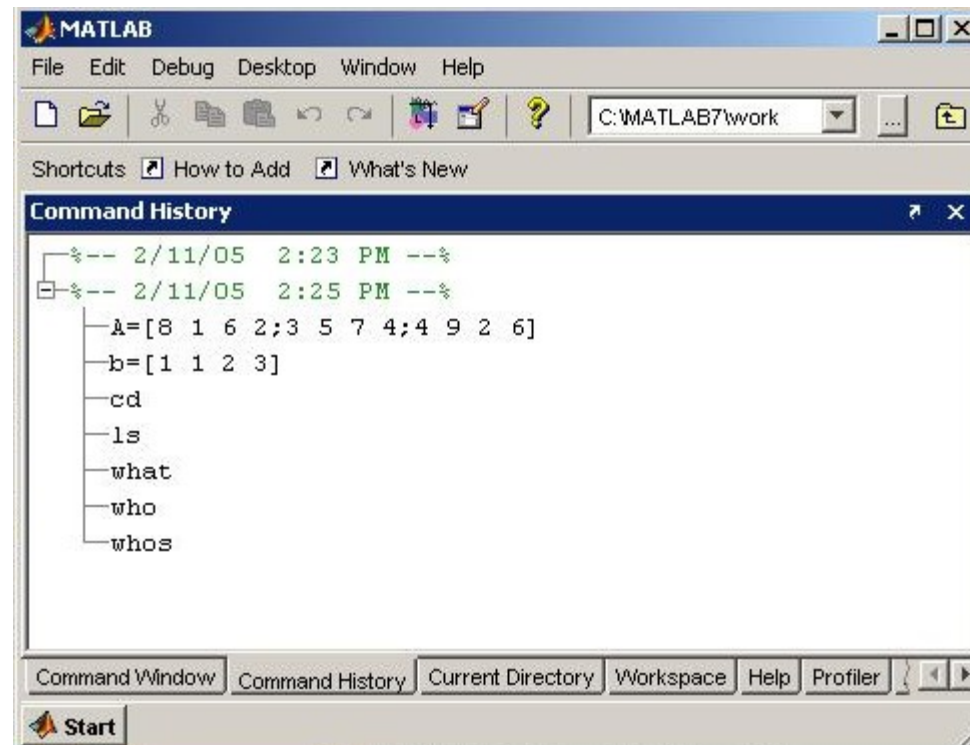 MATLAB
File Edit Debug Desktop Window Help
C:\MATLAB7\work ...
Shortcuts How to Add What's New
Command History
%-- 2/11/05 2:23 PM --%
%-- 2/11/05 2:25 PM --%
A=[8 1 6 2;3 5 7 4;4 9 2 6]
b=[1 1 2 3]
cd
ls
what
who
whos
Command Window Command History Current Directory Workspace Help Profiler
Start